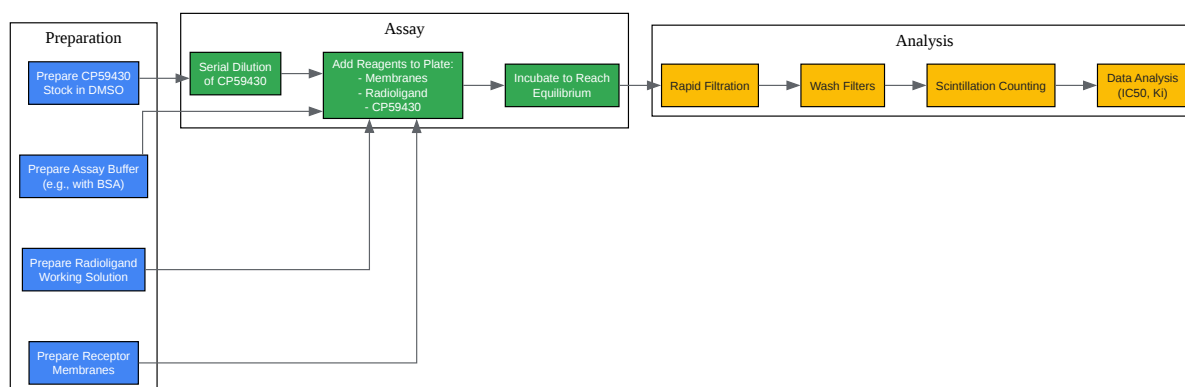 Preparation
Prepare CP59430
Stock in DMSO
Prepare Assay Buffer
(e.g., with BSA)
Prepare Radioligand
Working Solution
Prepare Receptor
Membranes
Assay
Serial Dilution
of CP59430
Add Reagents to Plate:
- Membranes
- Radioligand
- CP59430
Incubate to Reach
Equilibrium
Analysis
Rapid Filtration
Wash Filters
Scintillation Counting
Data Analysis
(IC50, Ki)